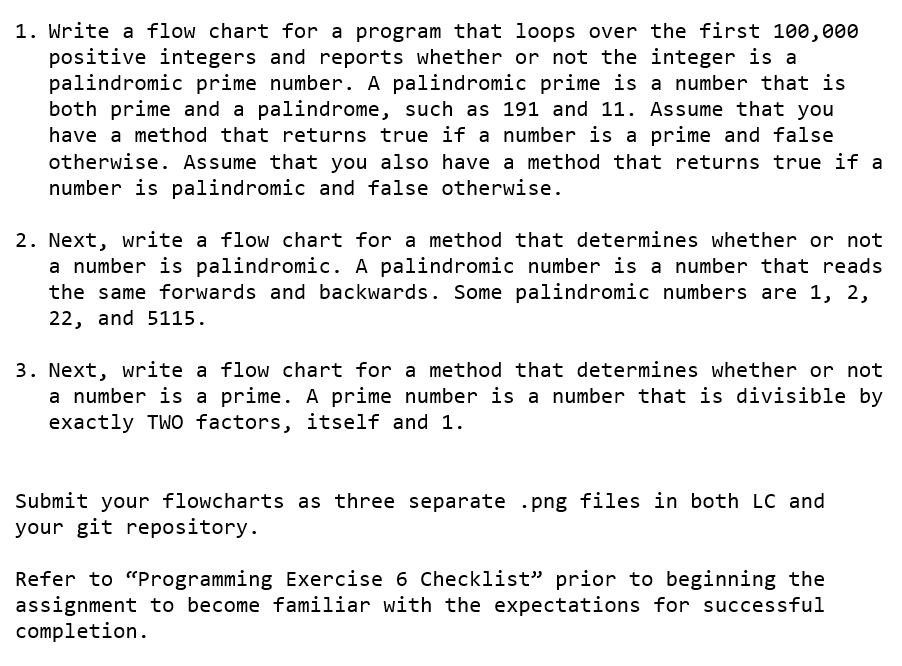 1. Write a flow chart for a program that loops over the first 100,000
positive integers and reports whether or not the integer is a
palindromic prime number. A palindromic prime is a number that is
both prime and a palindrome, such as 191 and 11. Assume that you
have a method that returns true if a number is a prime and false
otherwise. Assume that you also have a method that returns true if a
number is palindromic and false otherwise.
2. Next, write a flow chart for a method that determines whether or not
a number is palindromic. A palindromic number is a number that reads
the same forwards and backwards. Some palindromic numbers are 1, 2,
22, and 5115.
3. Next, write a flow chart for a method that determines whether or not
a number is a prime. A prime number is a number that is divisible by
exactly TWO factors, itself and 1.
Submit your flowcharts as three separate .png files in both LC and
your git repository.
Refer to “Programming Exercise 6 Checklist” prior to beginning the
assignment to become familiar with the expectations for successful
completion.